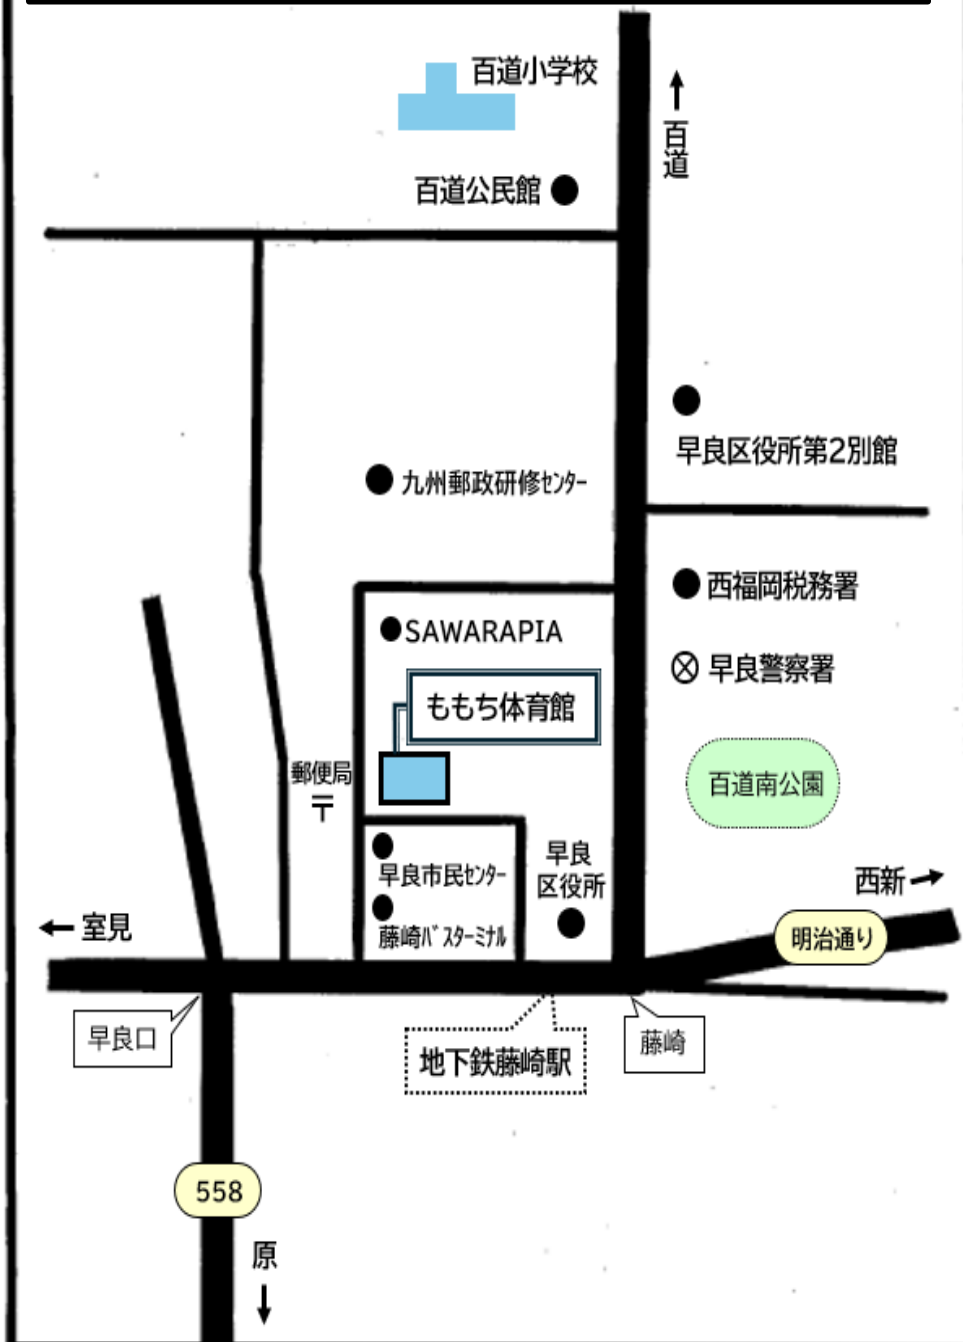 百道小学校
百道
百道公民館
早良区役所第2別館
九州郵政研修ｾﾝﾀｰ
西福岡税務署
SAWARAPIA
早良警察署
ももち体育館
郵便局
〒
百道南公園
早良市民ｾﾝﾀｰ
早良
区役所
藤崎ﾊﾞｽﾀｰﾐﾅﾙ
西新
明治通り
室見
早良口
地下鉄藤崎駅
藤崎
558
原